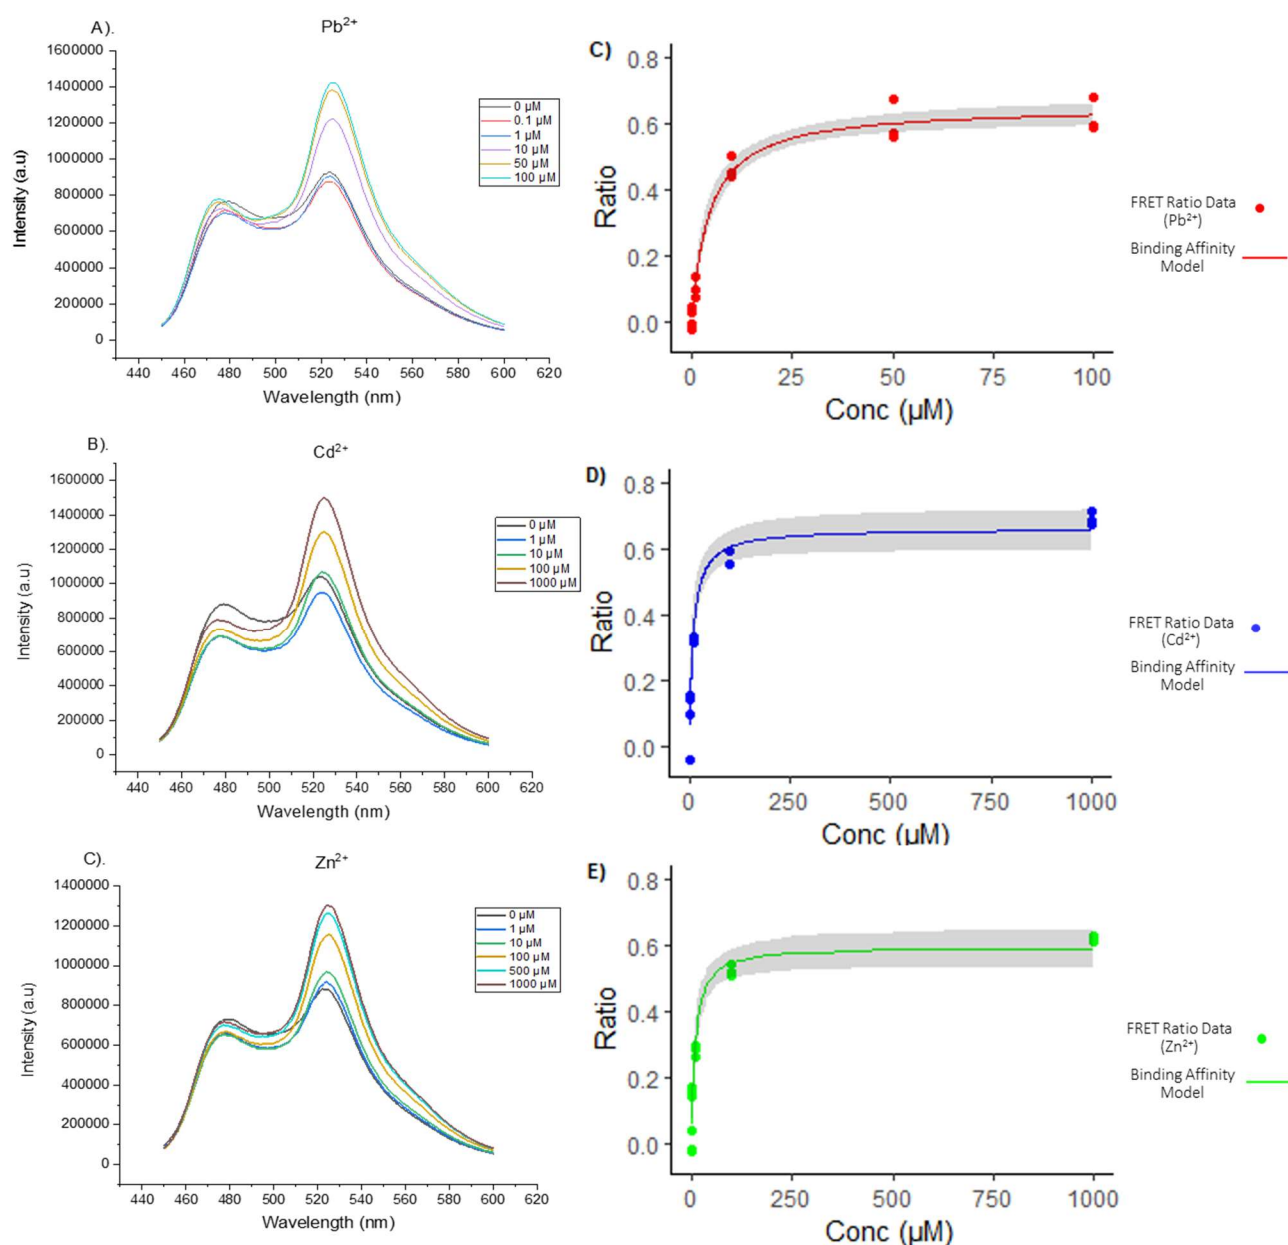 A).
Pb²⁺
1600000
1400000
1200000
1000000
800000
600000
400000
200000
0
Intensity (a.u)
440 460 480 500 520 540 560 580 600 620
Wavelength (nm)
0 µM
0.1 µM
1 µM
10 µM
50 µM
100 µM
C)
0.8
0.6
0.4
0.2
0.0
Ratio
0 25 50 75 100
Conc (µM)
FRET Ratio Data
(Pb²⁺)
Binding Affinity
Model
B).
Cd²⁺
1600000
1400000
1200000
1000000
800000
600000
400000
200000
0
Intensity (a.u)
440 460 480 500 520 540 560 580 600 620
Wavelength (nm)
0 µM
1 µM
10 µM
100 µM
1000 µM
D)
0.8
0.6
0.4
0.2
0.0
Ratio
0 250 500 750 1000
Conc (µM)
FRET Ratio Data
(Cd²⁺)
Binding Affinity
Model
C).
Zn²⁺
1400000
1200000
1000000
800000
600000
400000
200000
0
Intensity (a.u)
440 460 480 500 520 540 560 580 600 620
Wavelength (nm)
0 µM
1 µM
10 µM
100 µM
500 µM
1000 µM
E)
0.8
0.6
0.4
0.2
0.0
Ratio
0 250 500 750 1000
Conc (µM)
FRET Ratio Data
(Zn²⁺)
Binding Affinity
Model